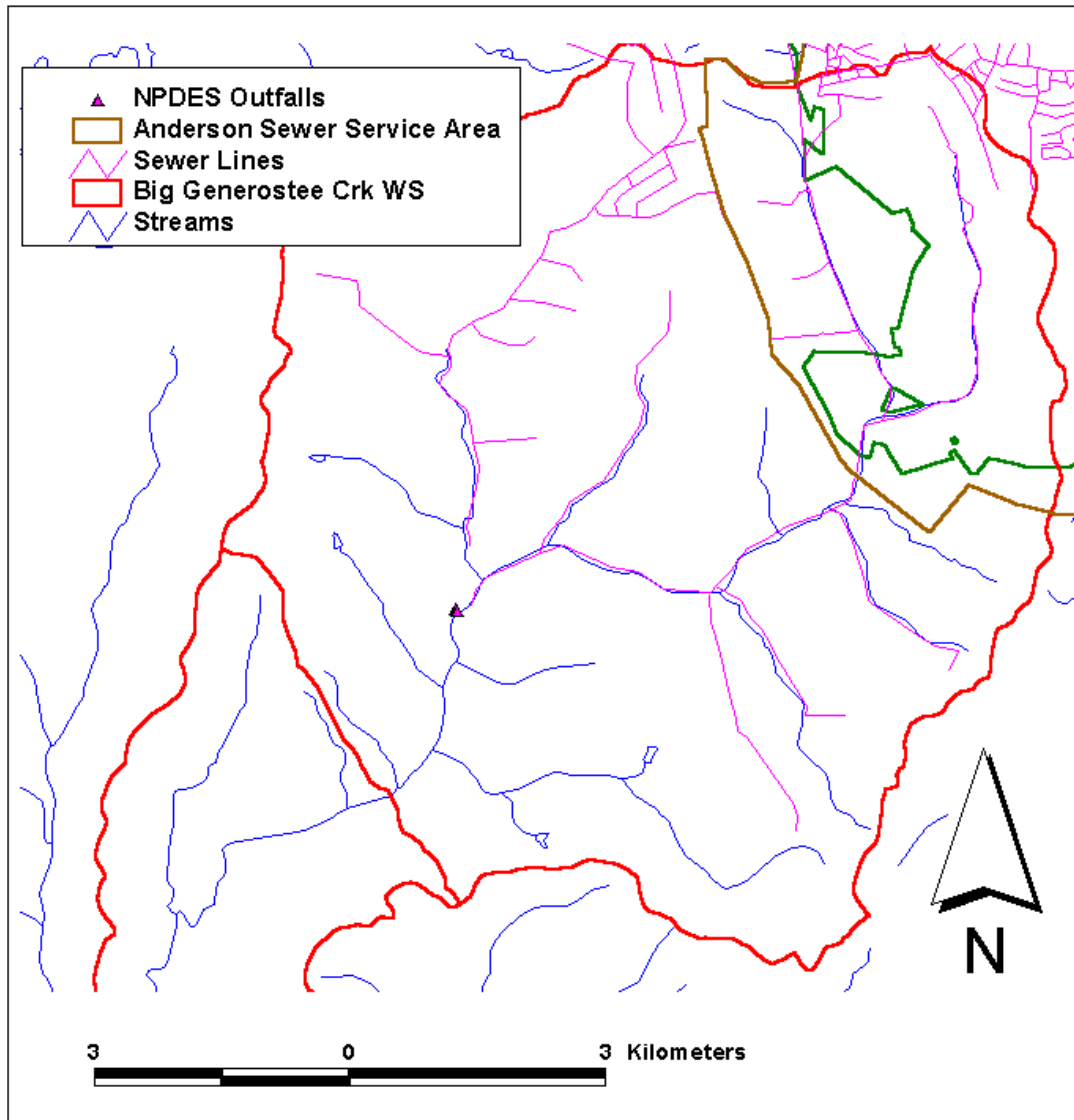 NPDES Outfalls
Anderson Sewer Service Area
Sewer Lines
Big Generostee Crk WS
Streams
N
3 0 3 Kilometers